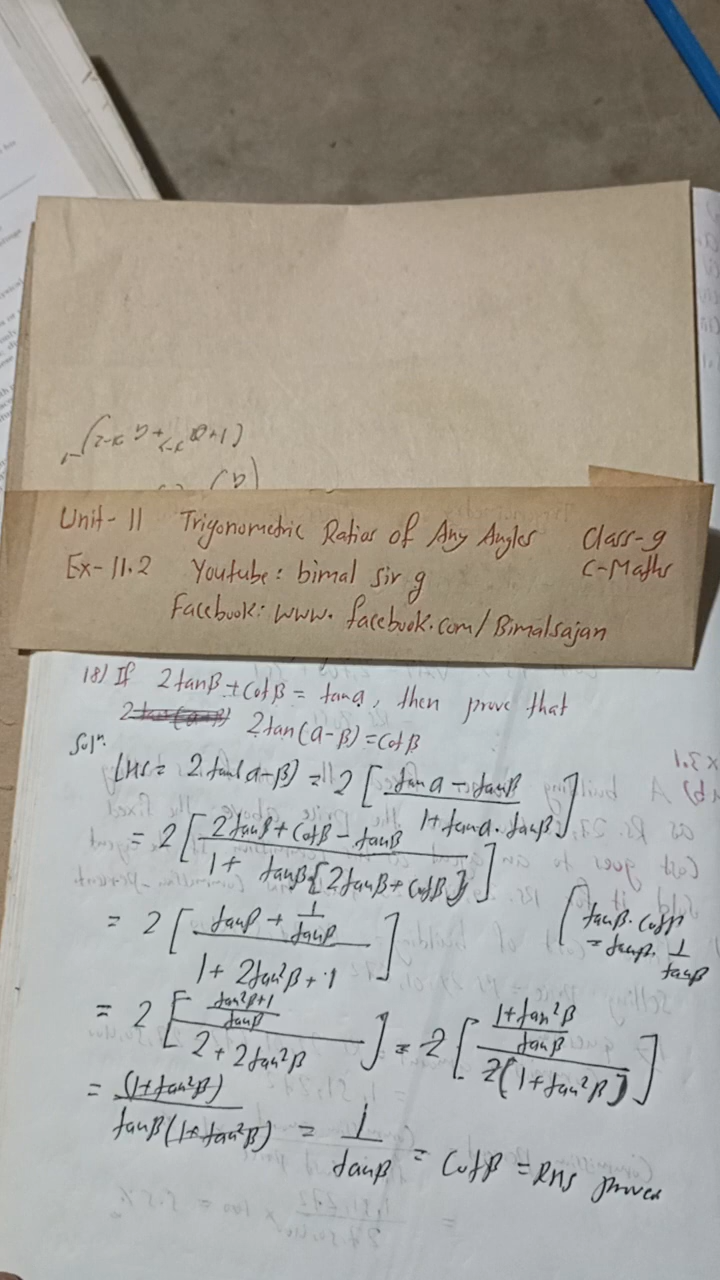 Unit- 11 Trigonometric Ratios of Any Angles Class-9
Ex-11.2 Youtube: bimal sir g C-Maths
Facebook: www.facebook.com/Bimalsajan
18) If 2tanβ + cotβ = tanα, then prove that
2tan(α-β) 2tan(α-β) = cotβ
Solⁿ.
LHS = 2tan(α-β) = 2[(tanα - tanβ)/(1+tanα.tanβ)]
= 2[(2tanβ + cotβ - tanβ)/(1 + tanβ[2tanβ + cotβ])]
= 2[(tanβ + 1/tanβ)/(1 + 2tan²β + 1)] [tanβ.cotβ = tanβ. 1/tanβ
= 2[((tan²β+1)/tanβ)/(2 + 2tan²β)] = 2[((1+tan²β)/tanβ)/(2(1+tan²β))]
= (1+tan²β)/(tanβ(1+tan²β)) = 1/tanβ = cotβ = RHS proved